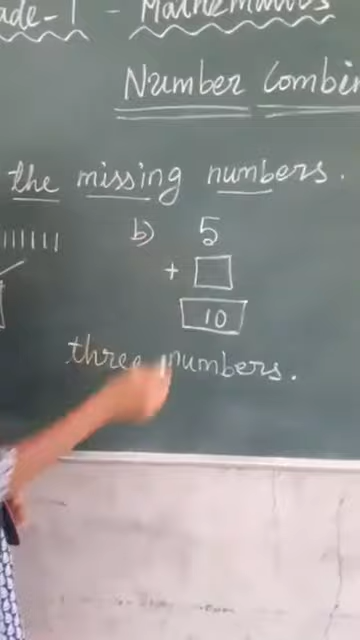 ade-1 - Mathematics
Number Combin
the missing numbers.
b) 5
+
10
three numbers.